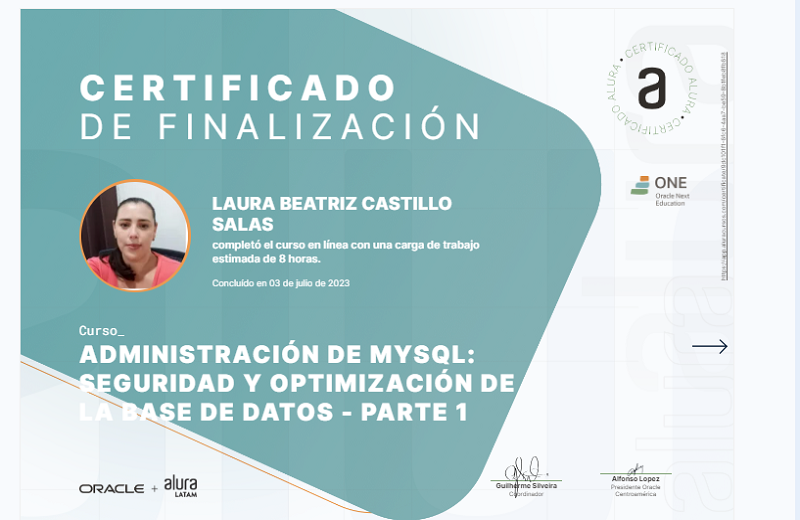 CERTIFICADO
DE FINALIZACIÓN
LAURA BEATRIZ CASTILLO
SALAS
completó el curso en línea con una carga de trabajo
estimada de 8 horas.
Concluido en 03 de julio de 2023
Curso_
ADMINISTRACIÓN DE MYSQL:
SEGURIDAD Y OPTIMIZACIÓN DE
LA BASE DE DATOS - PARTE 1
ORACLE + alura
LATAM
Guilherme Silveira
Coordinador
Alfonso Lopez
Presidente Oracle
Centroamérica
CERTIFICADO ALURA • CERTIFICADO ALURA •
a
ONE
Oracle Next
Education
alura